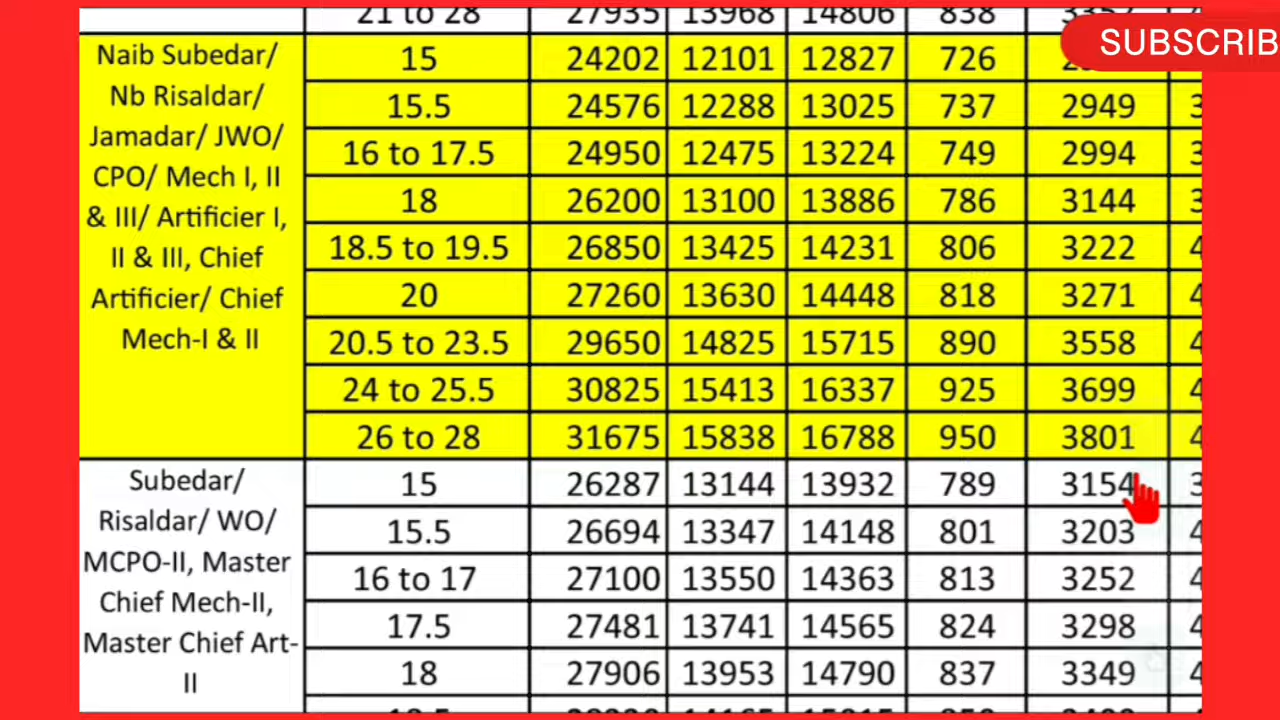 21 to 28 27935 13968 14806 838
SUBSCRIB
Naib Subedar/
Nb Risaldar/
Jamadar/ JWO/
CPO/ Mech I, II
& III/ Artificier I,
II & III, Chief
Artificier/ Chief
Mech-I & II
15 24202 12101 12827 726
15.5 24576 12288 13025 737 2949
16 to 17.5 24950 12475 13224 749 2994
18 26200 13100 13886 786 3144
18.5 to 19.5 26850 13425 14231 806 3222
20 27260 13630 14448 818 3271
20.5 to 23.5 29650 14825 15715 890 3558
24 to 25.5 30825 15413 16337 925 3699
26 to 28 31675 15838 16788 950 3801
Subedar/
Risaldar/ WO/
MCPO-II, Master
Chief Mech-II,
Master Chief Art-
II
15 26287 13144 13932 789 3154
15.5 26694 13347 14148 801 3203
16 to 17 27100 13550 14363 813 3252
17.5 27481 13741 14565 824 3298
18 27906 13953 14790 837 3349